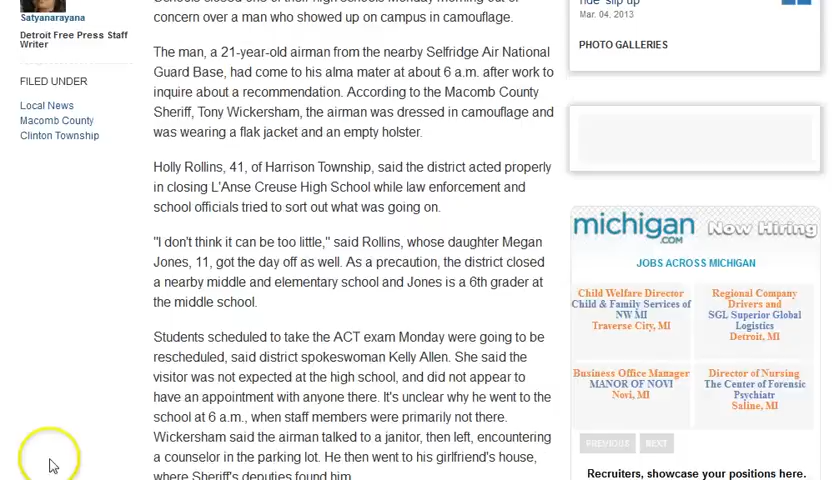 Satyanarayana
Detroit Free Press Staff
Writer
FILED UNDER
Local News
Macomb County
Clinton Township
Schools closed one of their high schools Monday morning out of
concern over a man who showed up on campus in camouflage.
The man, a 21-year-old airman from the nearby Selfridge Air National
Guard Base, had come to his alma mater at about 6 a.m. after work to
inquire about a recommendation. According to the Macomb County
Sheriff, Tony Wickersham, the airman was dressed in camouflage and
was wearing a flak jacket and an empty holster.
Holly Rollins, 41, of Harrison Township, said the district acted properly
in closing L'Anse Creuse High School while law enforcement and
school officials tried to sort out what was going on.
"I don't think it can be too little," said Rollins, whose daughter Megan
Jones, 11, got the day off as well. As a precaution, the district closed
a nearby middle and elementary school and Jones is a 6th grader at
the middle school.
Students scheduled to take the ACT exam Monday were going to be
rescheduled, said district spokeswoman Kelly Allen. She said the
visitor was not expected at the high school, and did not appear to
have an appointment with anyone there. It's unclear why he went to the
school at 6 a.m., when staff members were primarily not there.
Wickersham said the airman talked to a janitor, then left, encountering
a counselor in the parking lot. He then went to his girlfriend's house,
where Sheriff's deputies found him.
ride' slip up
Mar. 04, 2013
PHOTO GALLERIES
michigan
.com
Now Hiring
JOBS ACROSS MICHIGAN
Child Welfare Director
Child & Family Services of
NW MI
Traverse City, MI
Regional Company
Drivers and
SGL Superior Global
Logistics
Detroit, MI
Business Office Manager
MANOR OF NOVI
Novi, MI
Director of Nursing
The Center of Forensic
Psychiatr
Saline, MI
PREVIOUS
NEXT
Recruiters, showcase your positions here.